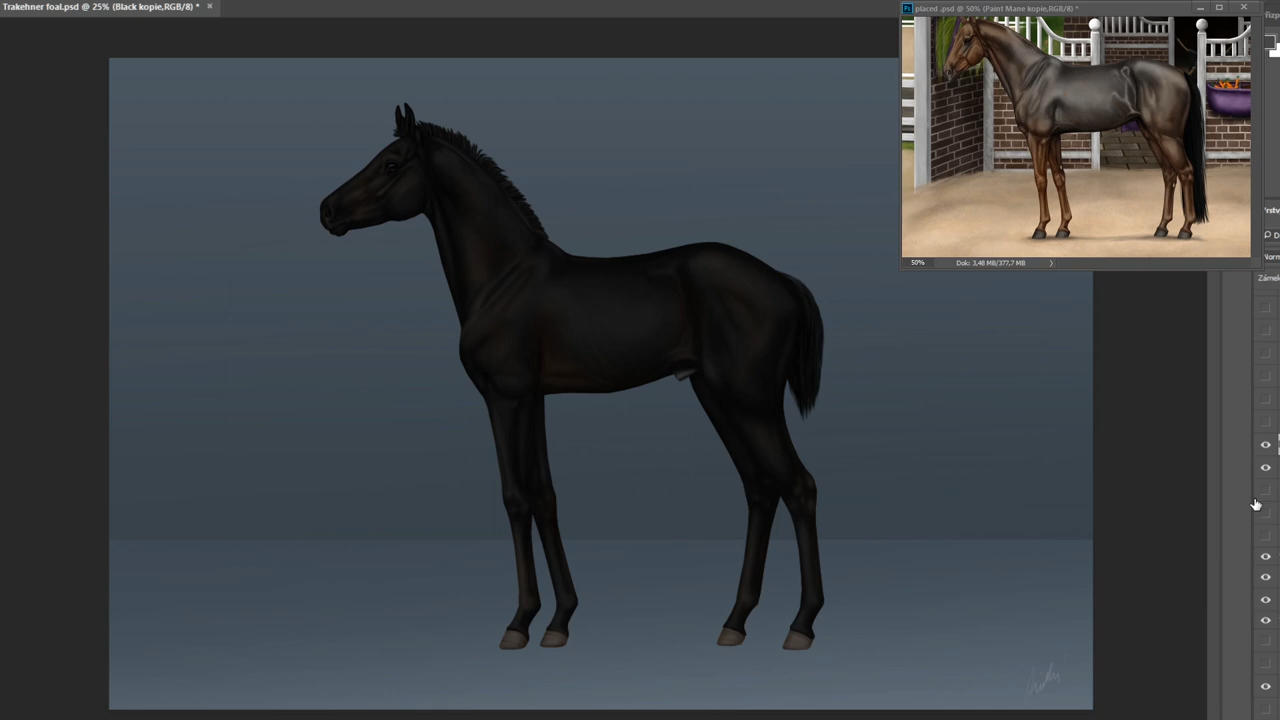 Trakehner foal.psd @ 25% (Black kopie,RGB/8) *
placed .psd @ 50% (Paint Mane kopie,RGB/8) *
50%
Dok: 3,48 MB/377,7 MB
Zámek